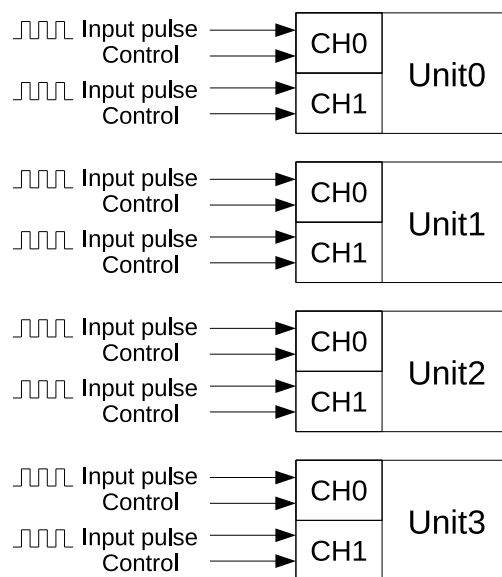 Input pulse
Control
CH0
Input pulse
Control
CH1
Unit0
Input pulse
Control
CH0
Input pulse
Control
CH1
Unit1
Input pulse
Control
CH0
Input pulse
Control
CH1
Unit2
Input pulse
Control
CH0
Input pulse
Control
CH1
Unit3